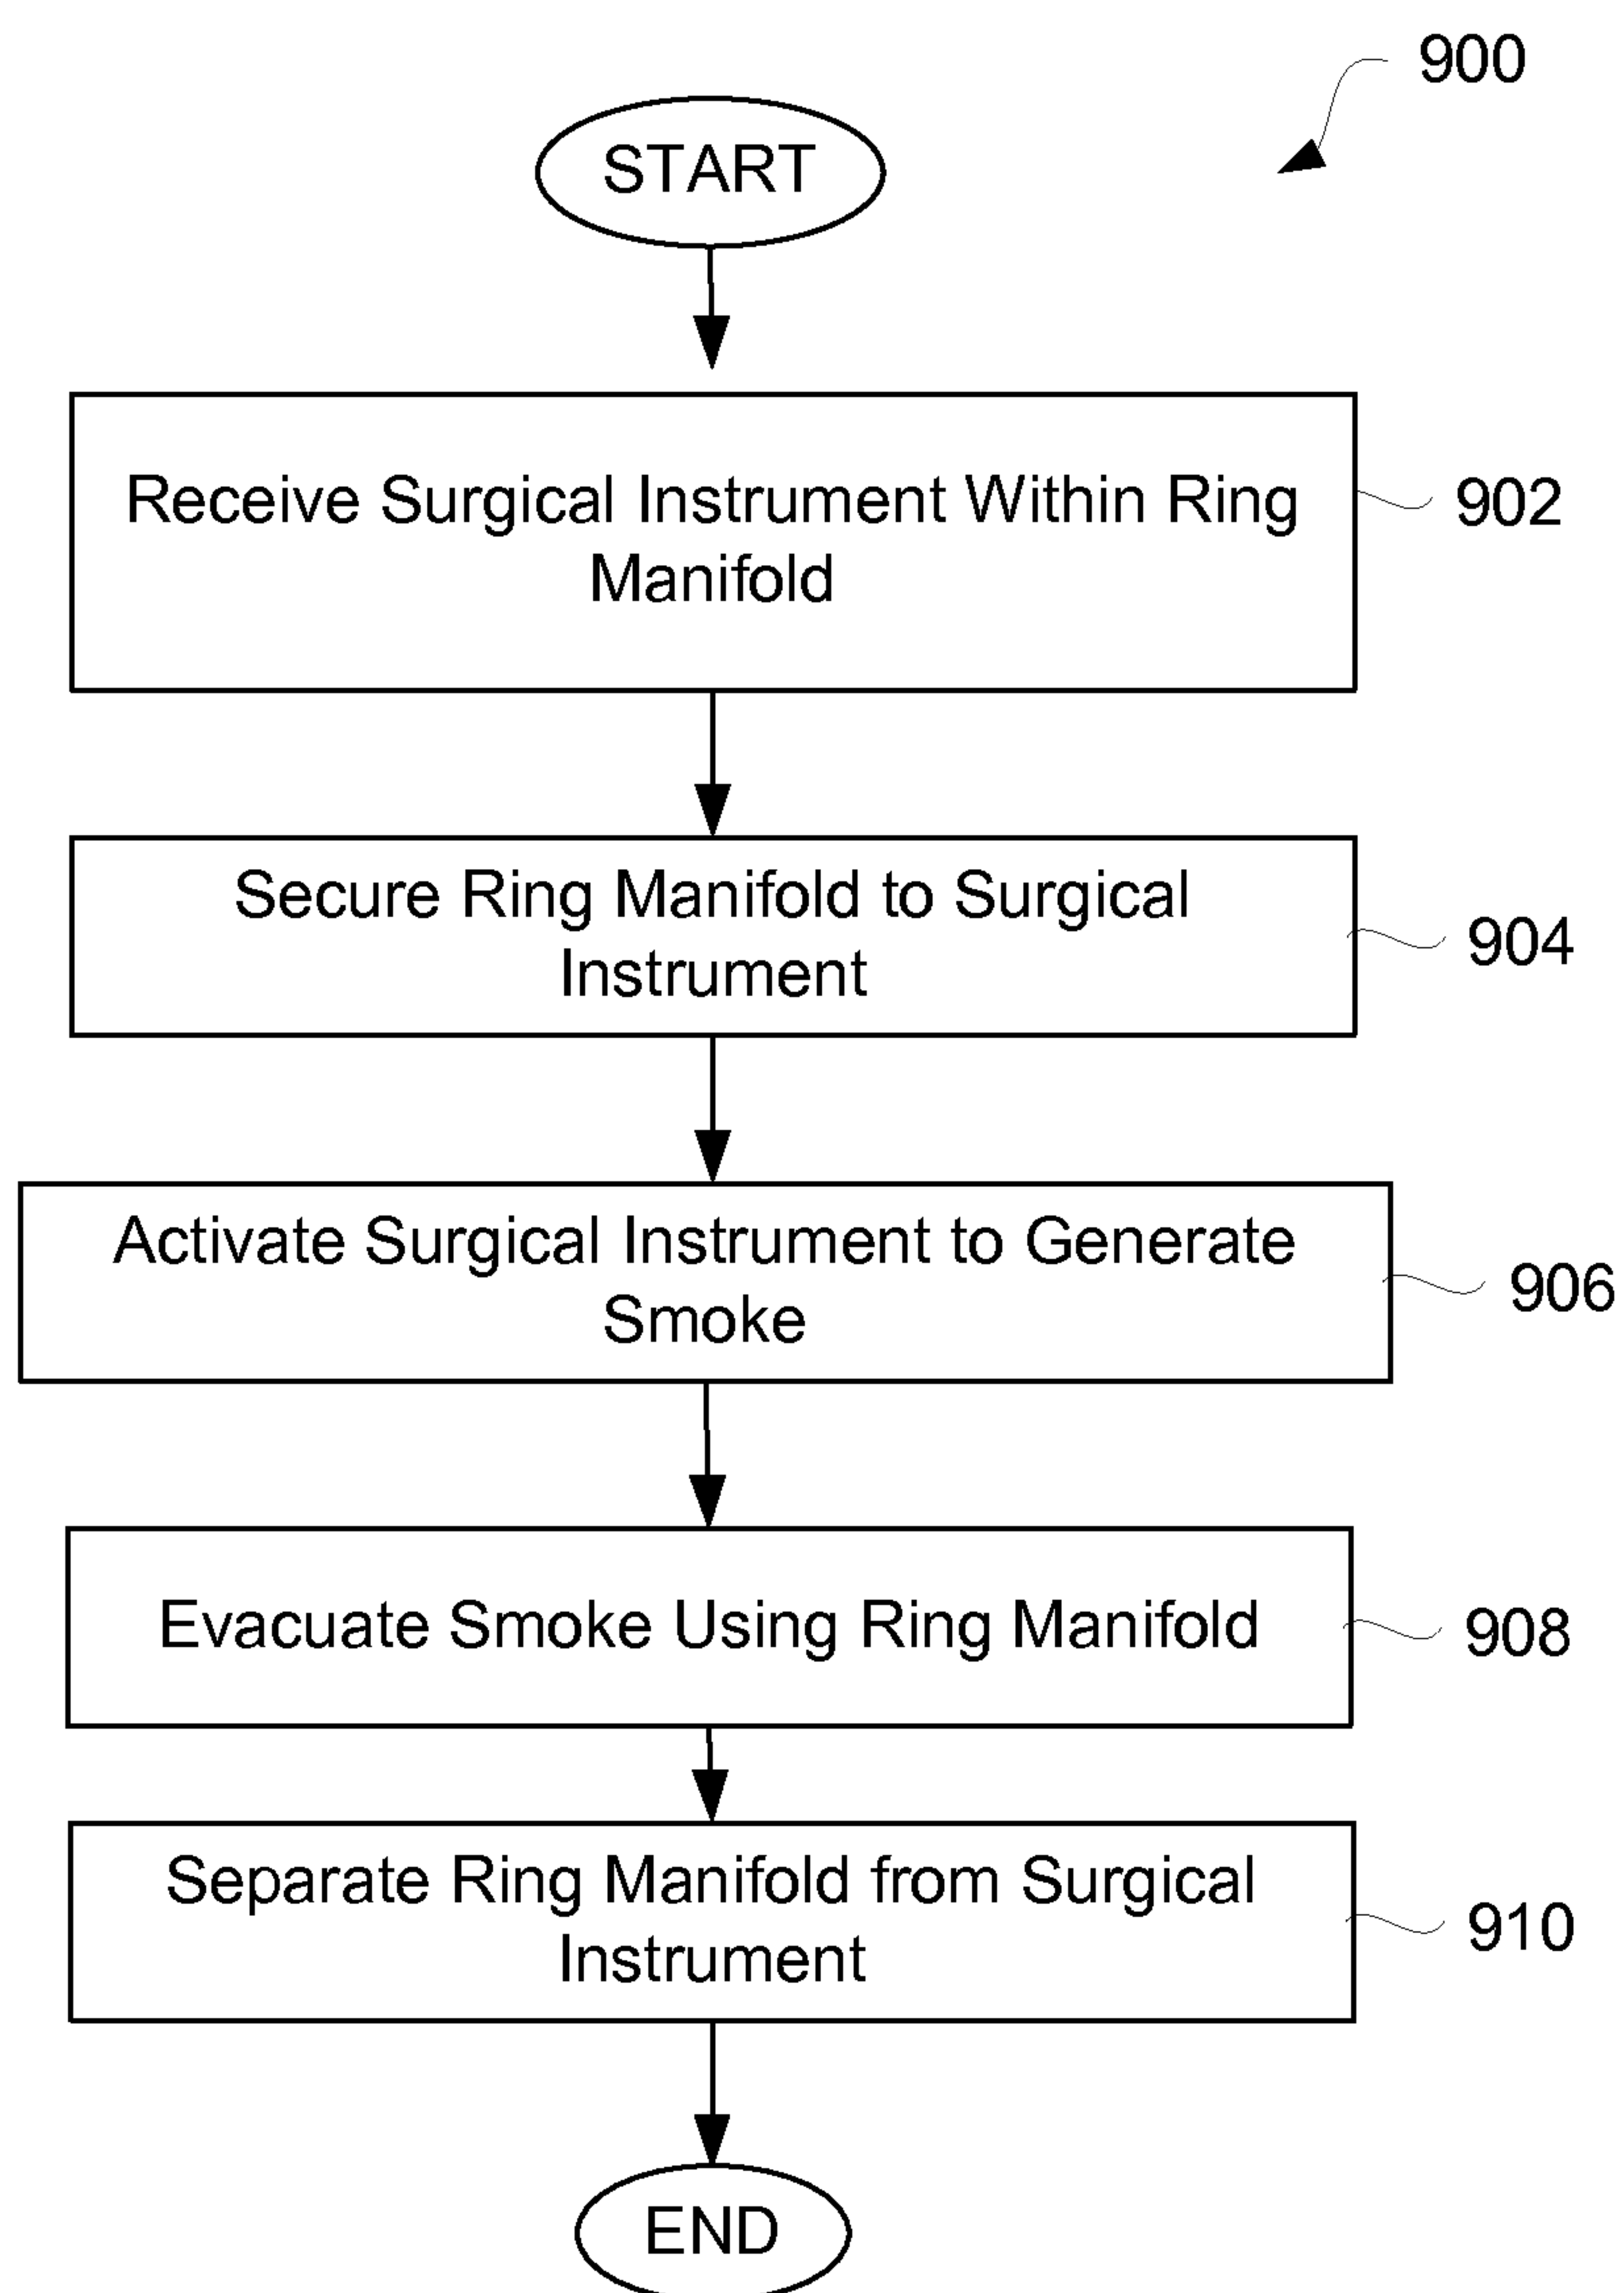 900
START
Receive Surgical Instrument Within Ring
Manifold
902
Secure Ring Manifold to Surgical
Instrument
904
Activate Surgical Instrument to Generate
Smoke
906
Evacuate Smoke Using Ring Manifold
908
Separate Ring Manifold from Surgical
Instrument
910
END